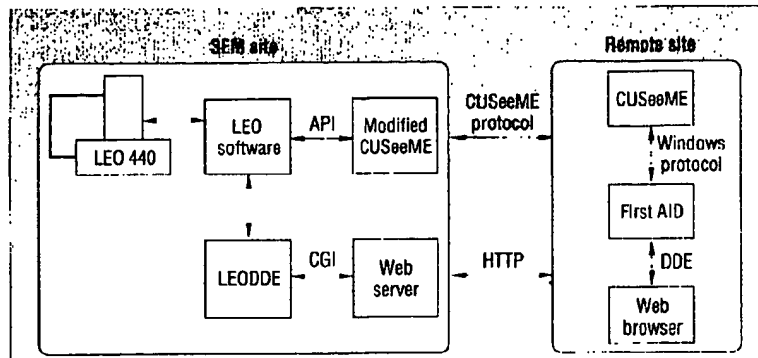 SEM site
Remote site
LEO 440
LEO
software
API
Modified
CUSeeME
CUSeeME
protocol
CUSeeME
Windows
protocol
First AID
DDE
Web
browser
LEODDE
CGI
Web
server
HTTP